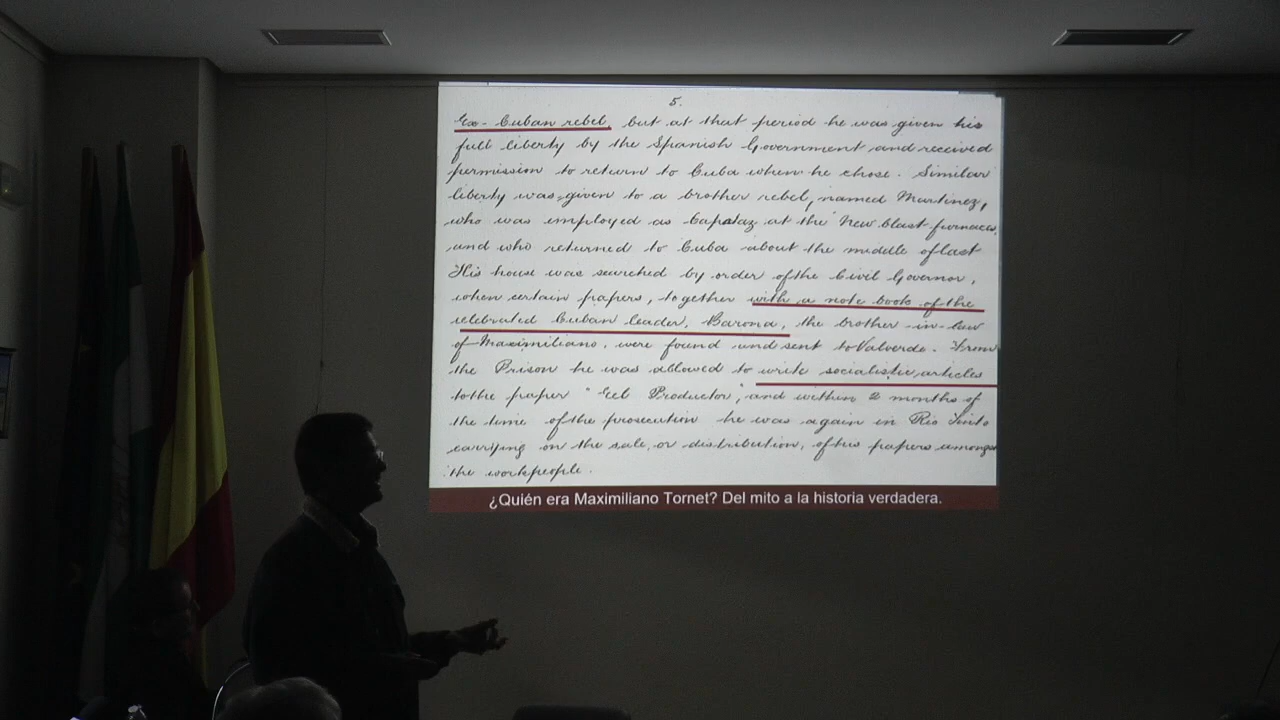 5.
Ex-Cuban rebel, but at that period he was given his
full liberty by the Spanish Government and received
permission to return to Cuba when he chose. Similar
liberty was given to a brother rebel, named Martinez,
who was employed as Capataz at the New blast furnaces,
and who returned to Cuba about the middle of last
His house was searched by order of the Civil Governor,
when certain papers, together with a note book of the
celebrated Cuban leader, Barona, the brother-in-law
of Maximiliano, were found and sent to Valverde. From
the Prison he was allowed to write socialistic articles
to the paper "El Productor", and within 2 months of
the time of the prosecution he was again in Rio Tinto
carrying on the sale, or distribution, of his papers amongst
the workpeople.
¿Quién era Maximiliano Tornet? Del mito a la historia verdadera.